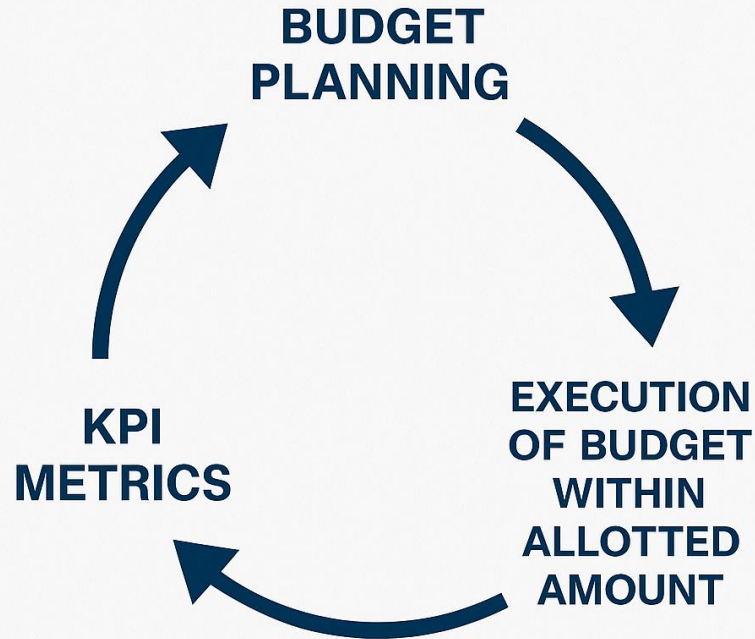 BUDGET
PLANNING
EXECUTION
OF BUDGET
WITHIN
ALLOTTED
AMOUNT
KPI
METRICS